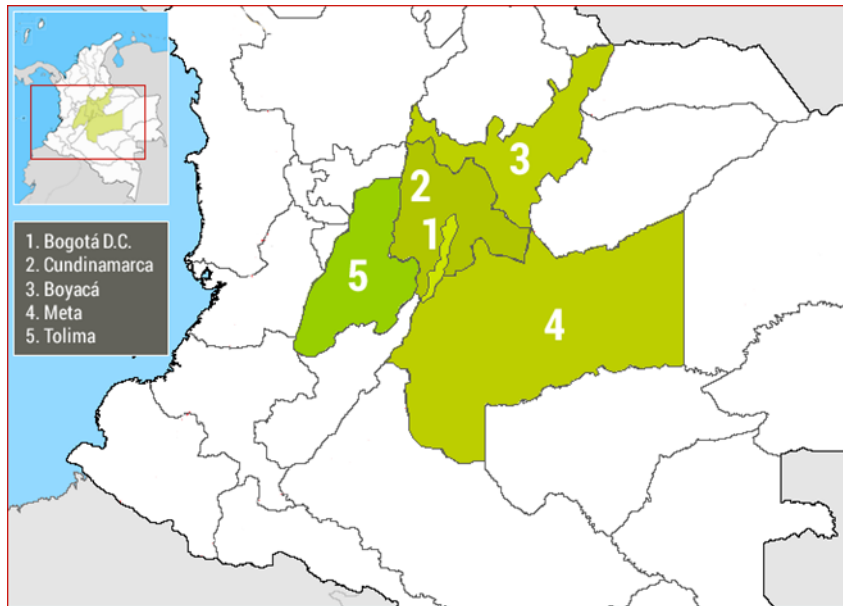 1. Bogotá D.C.
2. Cundinamarca
3. Boyacá
4. Meta
5. Tolima
3
2
1
5
4